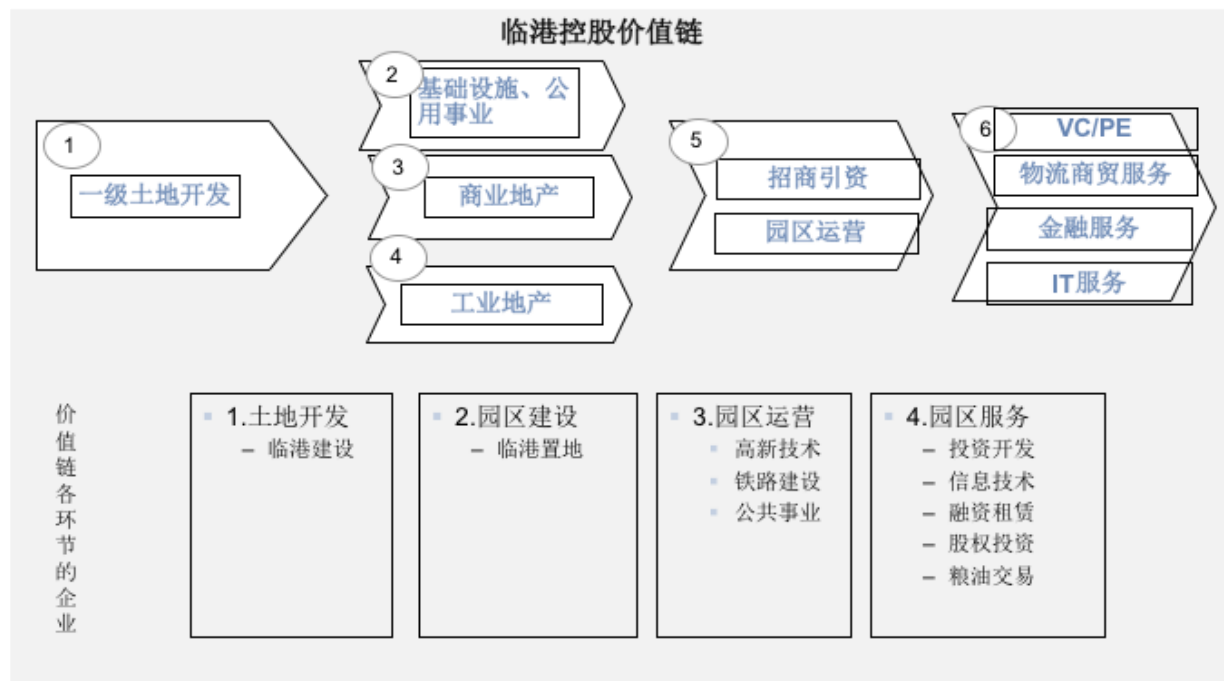 临港控股价值链
1
一级土地开发
2
基础设施、公
用事业
3
商业地产
4
工业地产
5
招商引资
园区运营
6
VC/PE
物流商贸服务
金融服务
IT服务
价
值
链
各
环
节
的
企
业
▪ 1.土地开发
– 临港建设
▪ 2.园区建设
– 临港置地
▪ 3.园区运营
▪ 高新技术
▪ 铁路建设
▪ 公共事业
▪ 4.园区服务
– 投资开发
– 信息技术
– 融资租赁
– 股权投资
– 粮油交易